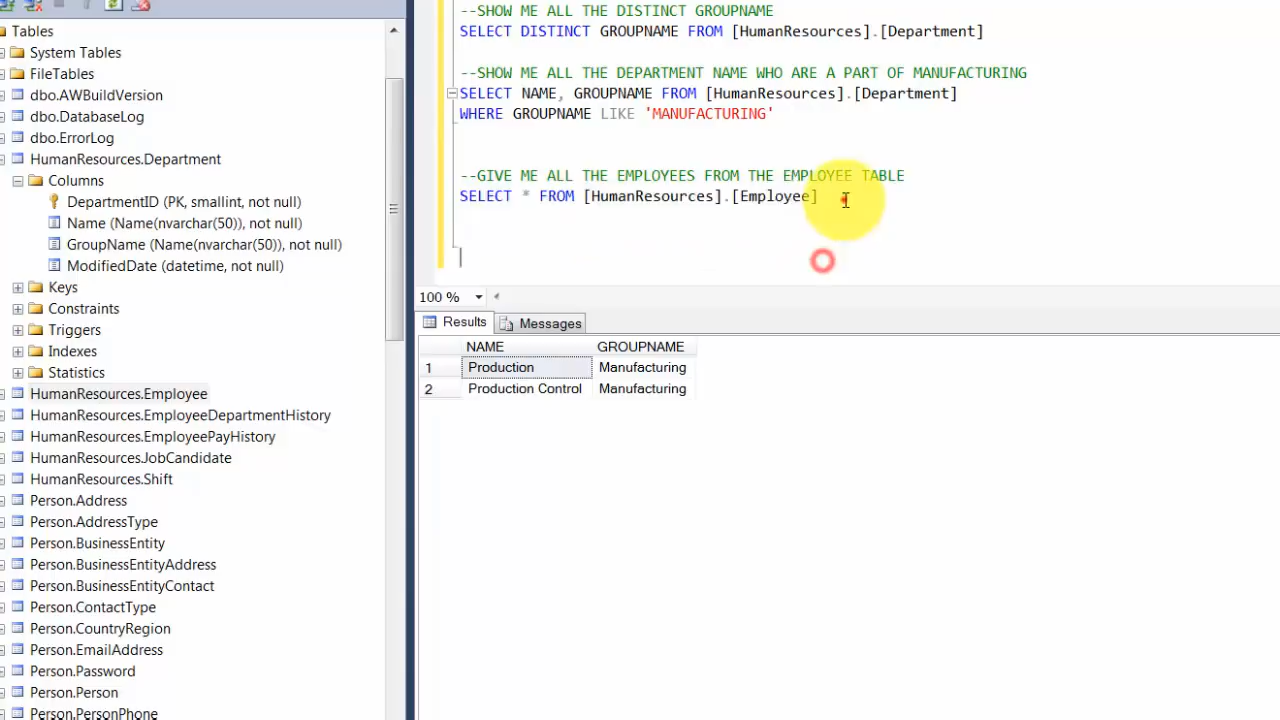 Tables
System Tables
FileTables
dbo.AWBuildVersion
dbo.DatabaseLog
dbo.ErrorLog
HumanResources.Department
Columns
DepartmentID (PK, smallint, not null)
Name (Name(nvarchar(50)), not null)
GroupName (Name(nvarchar(50)), not null)
ModifiedDate (datetime, not null)
Keys
Constraints
Triggers
Indexes
Statistics
HumanResources.Employee
HumanResources.EmployeeDepartmentHistory
HumanResources.EmployeePayHistory
HumanResources.JobCandidate
HumanResources.Shift
Person.Address
Person.AddressType
Person.BusinessEntity
Person.BusinessEntityAddress
Person.BusinessEntityContact
Person.ContactType
Person.CountryRegion
Person.EmailAddress
Person.Password
Person.Person
Person.PersonPhone
--SHOW ME ALL THE DISTINCT GROUPNAME
SELECT DISTINCT GROUPNAME FROM [HumanResources].[Department]
--SHOW ME ALL THE DEPARTMENT NAME WHO ARE A PART OF MANUFACTURING
SELECT NAME, GROUPNAME FROM [HumanResources].[Department]
WHERE GROUPNAME LIKE 'MANUFACTURING'
--GIVE ME ALL THE EMPLOYEES FROM THE EMPLOYEE TABLE
SELECT * FROM [HumanResources].[Employee]
100 %
Results Messages
NAME GROUPNAME
1 Production Manufacturing
2 Production Control Manufacturing